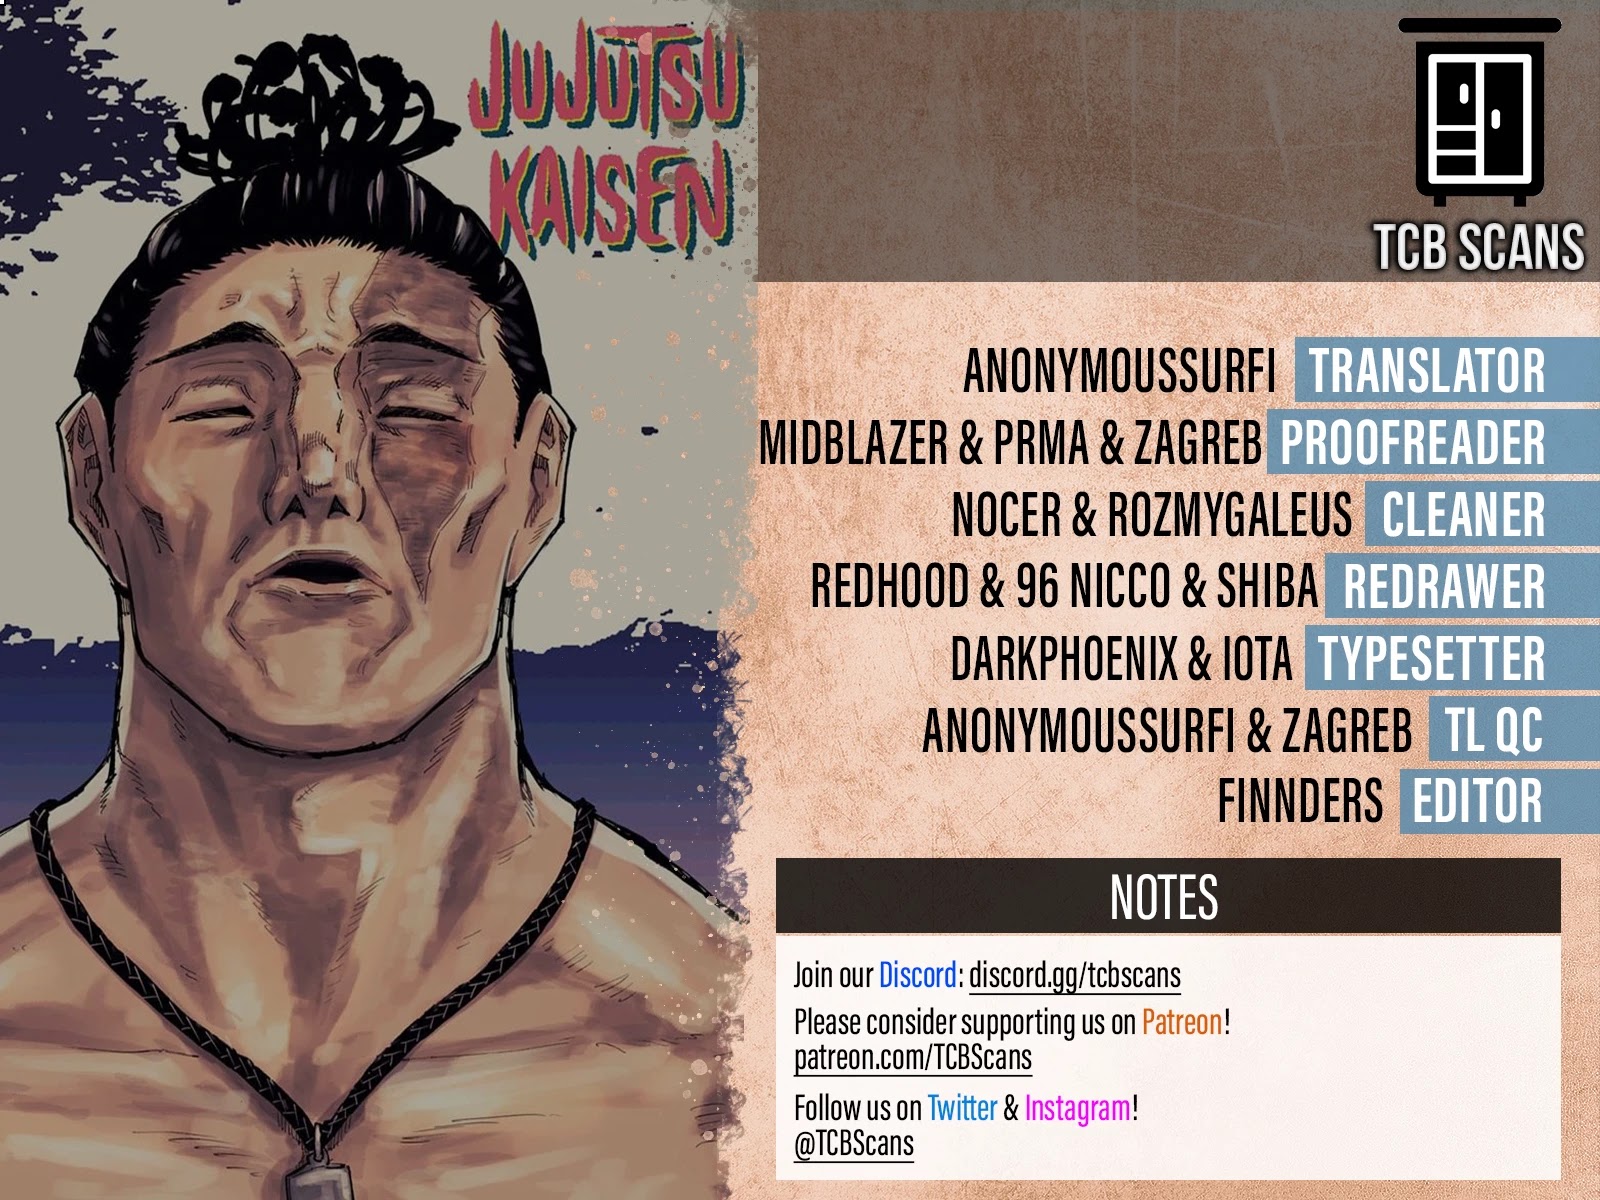 JUJUTSU
KAISEN
TCB SCANS
ANONYMOUSSURFI TRANSLATOR
MIDBLAZER & PRMA & ZAGREB PROOFREADER
NOCER & ROZMYGALEUS CLEANER
REDHOOD & 96 NICCO & SHIBA REDRAWER
DARKPHOENIX & IOTA TYPESETTER
ANONYMOUSSURFI & ZAGREB TL QC
FINNDERS EDITOR
NOTES
Join our Discord: discord.gg/tcbscans
Please consider supporting us on Patreon!
patreon.com/TCBScans
Follow us on Twitter & Instagram!
@TCBScans